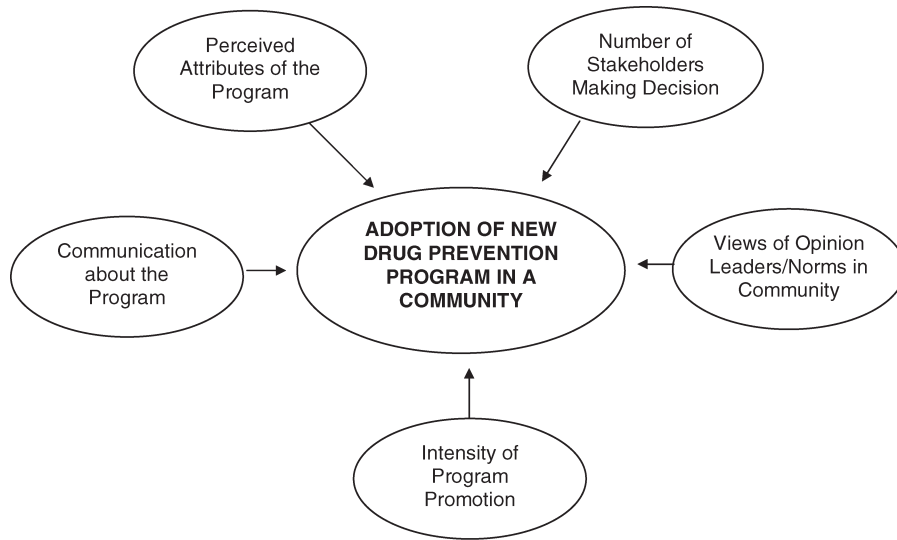 Perceived
Attributes of the
Program
Number of
Stakeholders
Making Decision
ADOPTION OF NEW
DRUG PREVENTION
PROGRAM IN A
COMMUNITY
Communication
about the
Program
Views of Opinion
Leaders/Norms in
Community
Intensity of
Program
Promotion